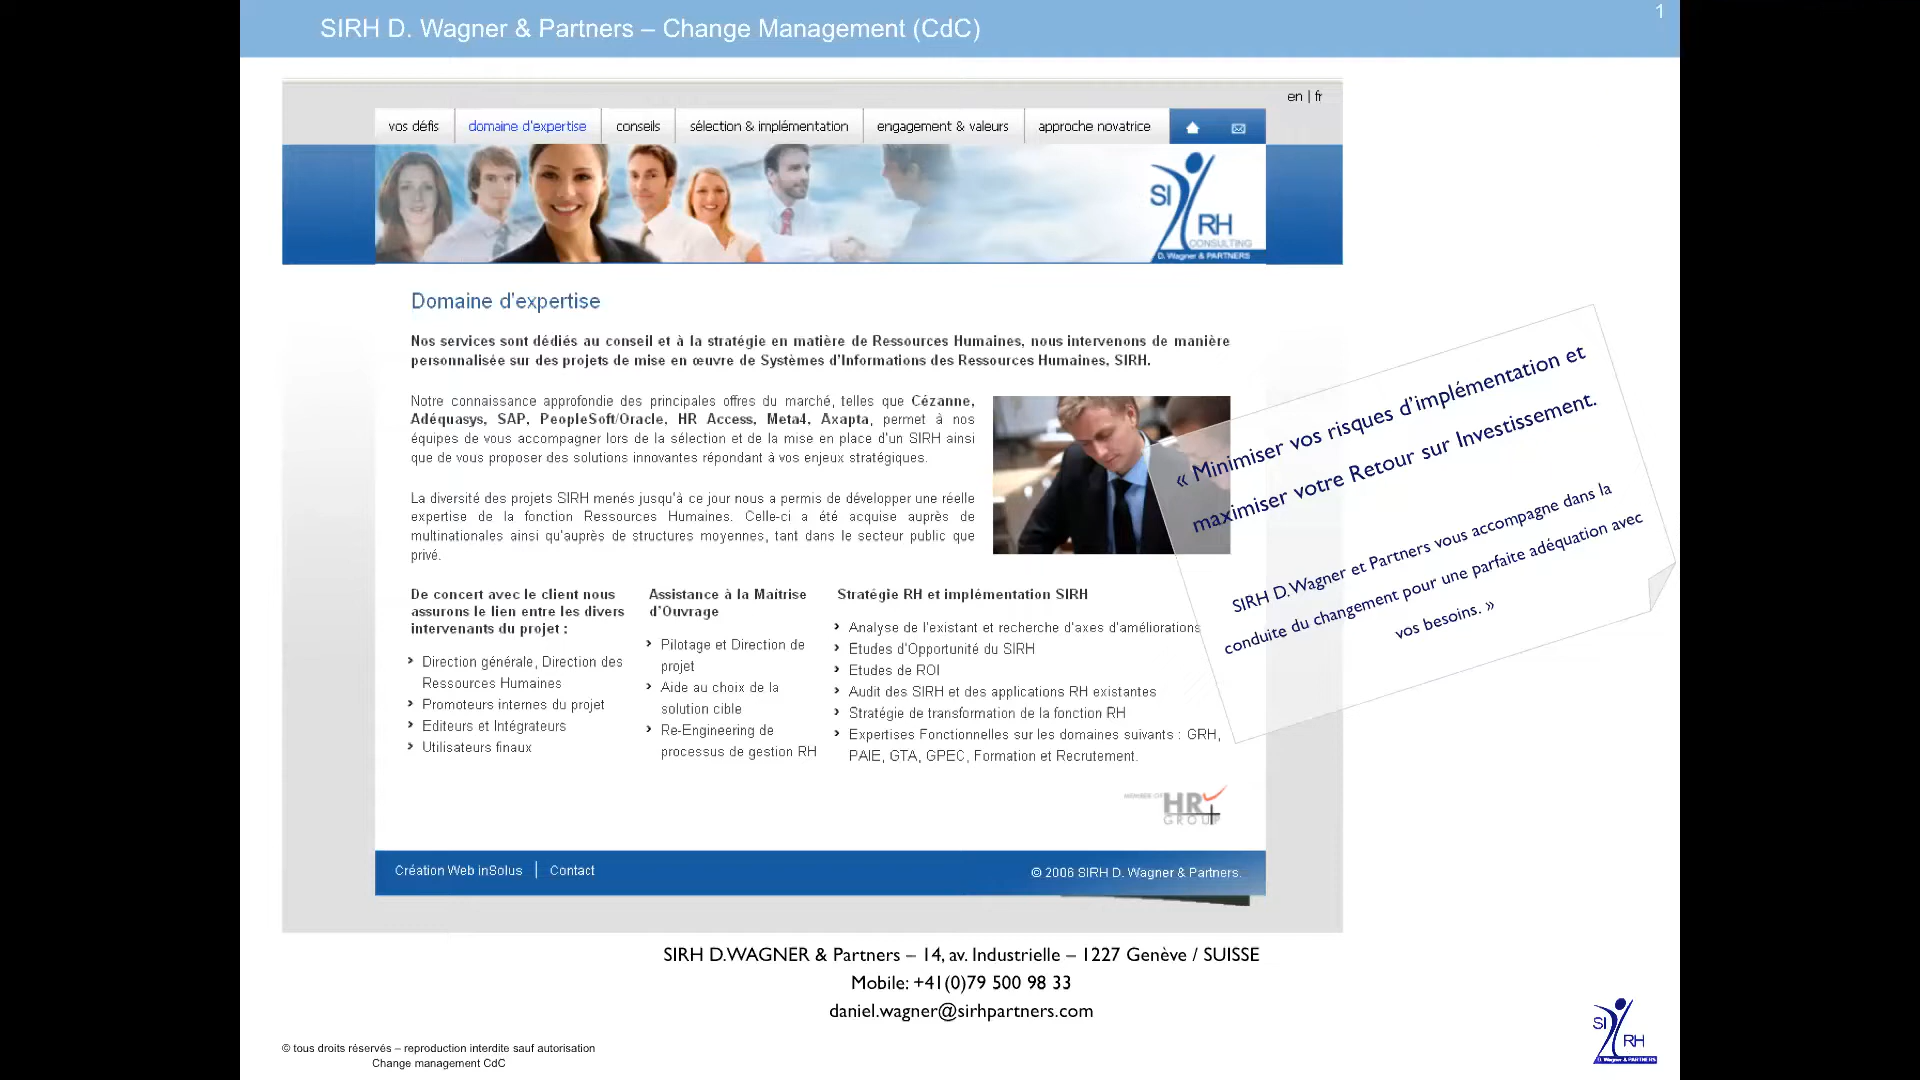 SIRH D. Wagner & Partners – Change Management (CdC)
1
en | fr
vos défis
domaine d'expertise
conseils
sélection & implémentation
engagement & valeurs
approche novatrice
SI
RH
CONSULTING
D. Wagner & PARTNERS
Domaine d'expertise
Nos services sont dédiés au conseil et à la stratégie en matière de Ressources Humaines, nous intervenons de manière
personnalisée sur des projets de mise en œuvre de Systèmes d'Informations des Ressources Humaines, SIRH.
Notre connaissance approfondie des principales offres du marché, telles que Cézanne,
Adéquasys, SAP, PeopleSoft/Oracle, HR Access, Meta4, Axapta, permet à nos
équipes de vous accompagner lors de la sélection et de la mise en place d'un SIRH ainsi
que de vous proposer des solutions innovantes répondant à vos enjeux stratégiques.
La diversité des projets SIRH menés jusqu'à ce jour nous a permis de développer une réelle
expertise de la fonction Ressources Humaines. Celle-ci a été acquise auprès de
multinationales ainsi qu'auprès de structures moyennes, tant dans le secteur public que
privé.
De concert avec le client nous
assurons le lien entre les divers
intervenants du projet :
Direction générale, Direction des
Ressources Humaines
Promoteurs internes du projet
Editeurs et Intégrateurs
Utilisateurs finaux
Assistance à la Maîtrise
d'Ouvrage
Pilotage et Direction de
projet
Aide au choix de la
solution cible
Re-Engineering de
processus de gestion RH
Stratégie RH et implémentation SIRH
Analyse de l'existant et recherche d'axes d'améliorations
Etudes d'Opportunité du SIRH
Etudes de ROI
Audit des SIRH et des applications RH existantes
Stratégie de transformation de la fonction RH
Expertises Fonctionnelles sur les domaines suivants : GRH,
PAIE, GTA, GPEC, Formation et Recrutement.
« Minimiser vos risques d'implémentation et
maximiser votre Retour sur Investissement.
SIRH D.Wagner et Partners vous accompagne dans la
conduite du changement pour une parfaite adéquation avec
vos besoins. »
MEMBER OF
HR
GROUP
Création Web inSolus | Contact
© 2006 SIRH D. Wagner & Partners.
SIRH D.WAGNER & Partners – 14, av. Industrielle – 1227 Genève / SUISSE
Mobile: +41(0)79 500 98 33
daniel.wagner@sirhpartners.com
© tous droits réservés – reproduction interdite sauf autorisation
Change management CdC
SI
RH
D. Wagner & PARTNERS